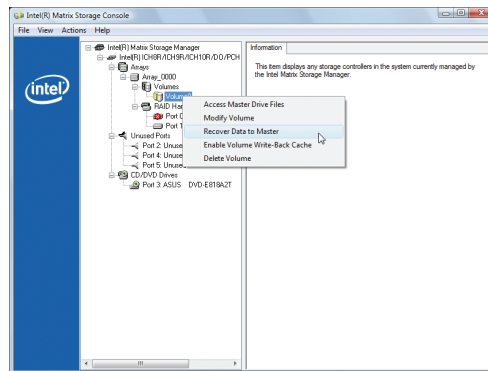 Intel(R) Matrix Storage Console
File View Actions Help
Intel(R) Matrix Storage Manager
Intel(R) ICH8R/ICH9R/ICH10R/DO/PCH
Arrays
Array_0000
Volumes
RAID Har
Port 0
Port 1
Unused Ports
Port 2: Unuse
Port 4: Unuse
Port 5: Unuse
CD/DVD Drives
Port 3: ASUS DVD-E818A2T
Access Master Drive Files
Modify Volume
Recover Data to Master
Enable Volume Write-Back Cache
Delete Volume
Information
This item displays any storage controllers in the system currently managed by
the Intel Matrix Storage Manager.
intel